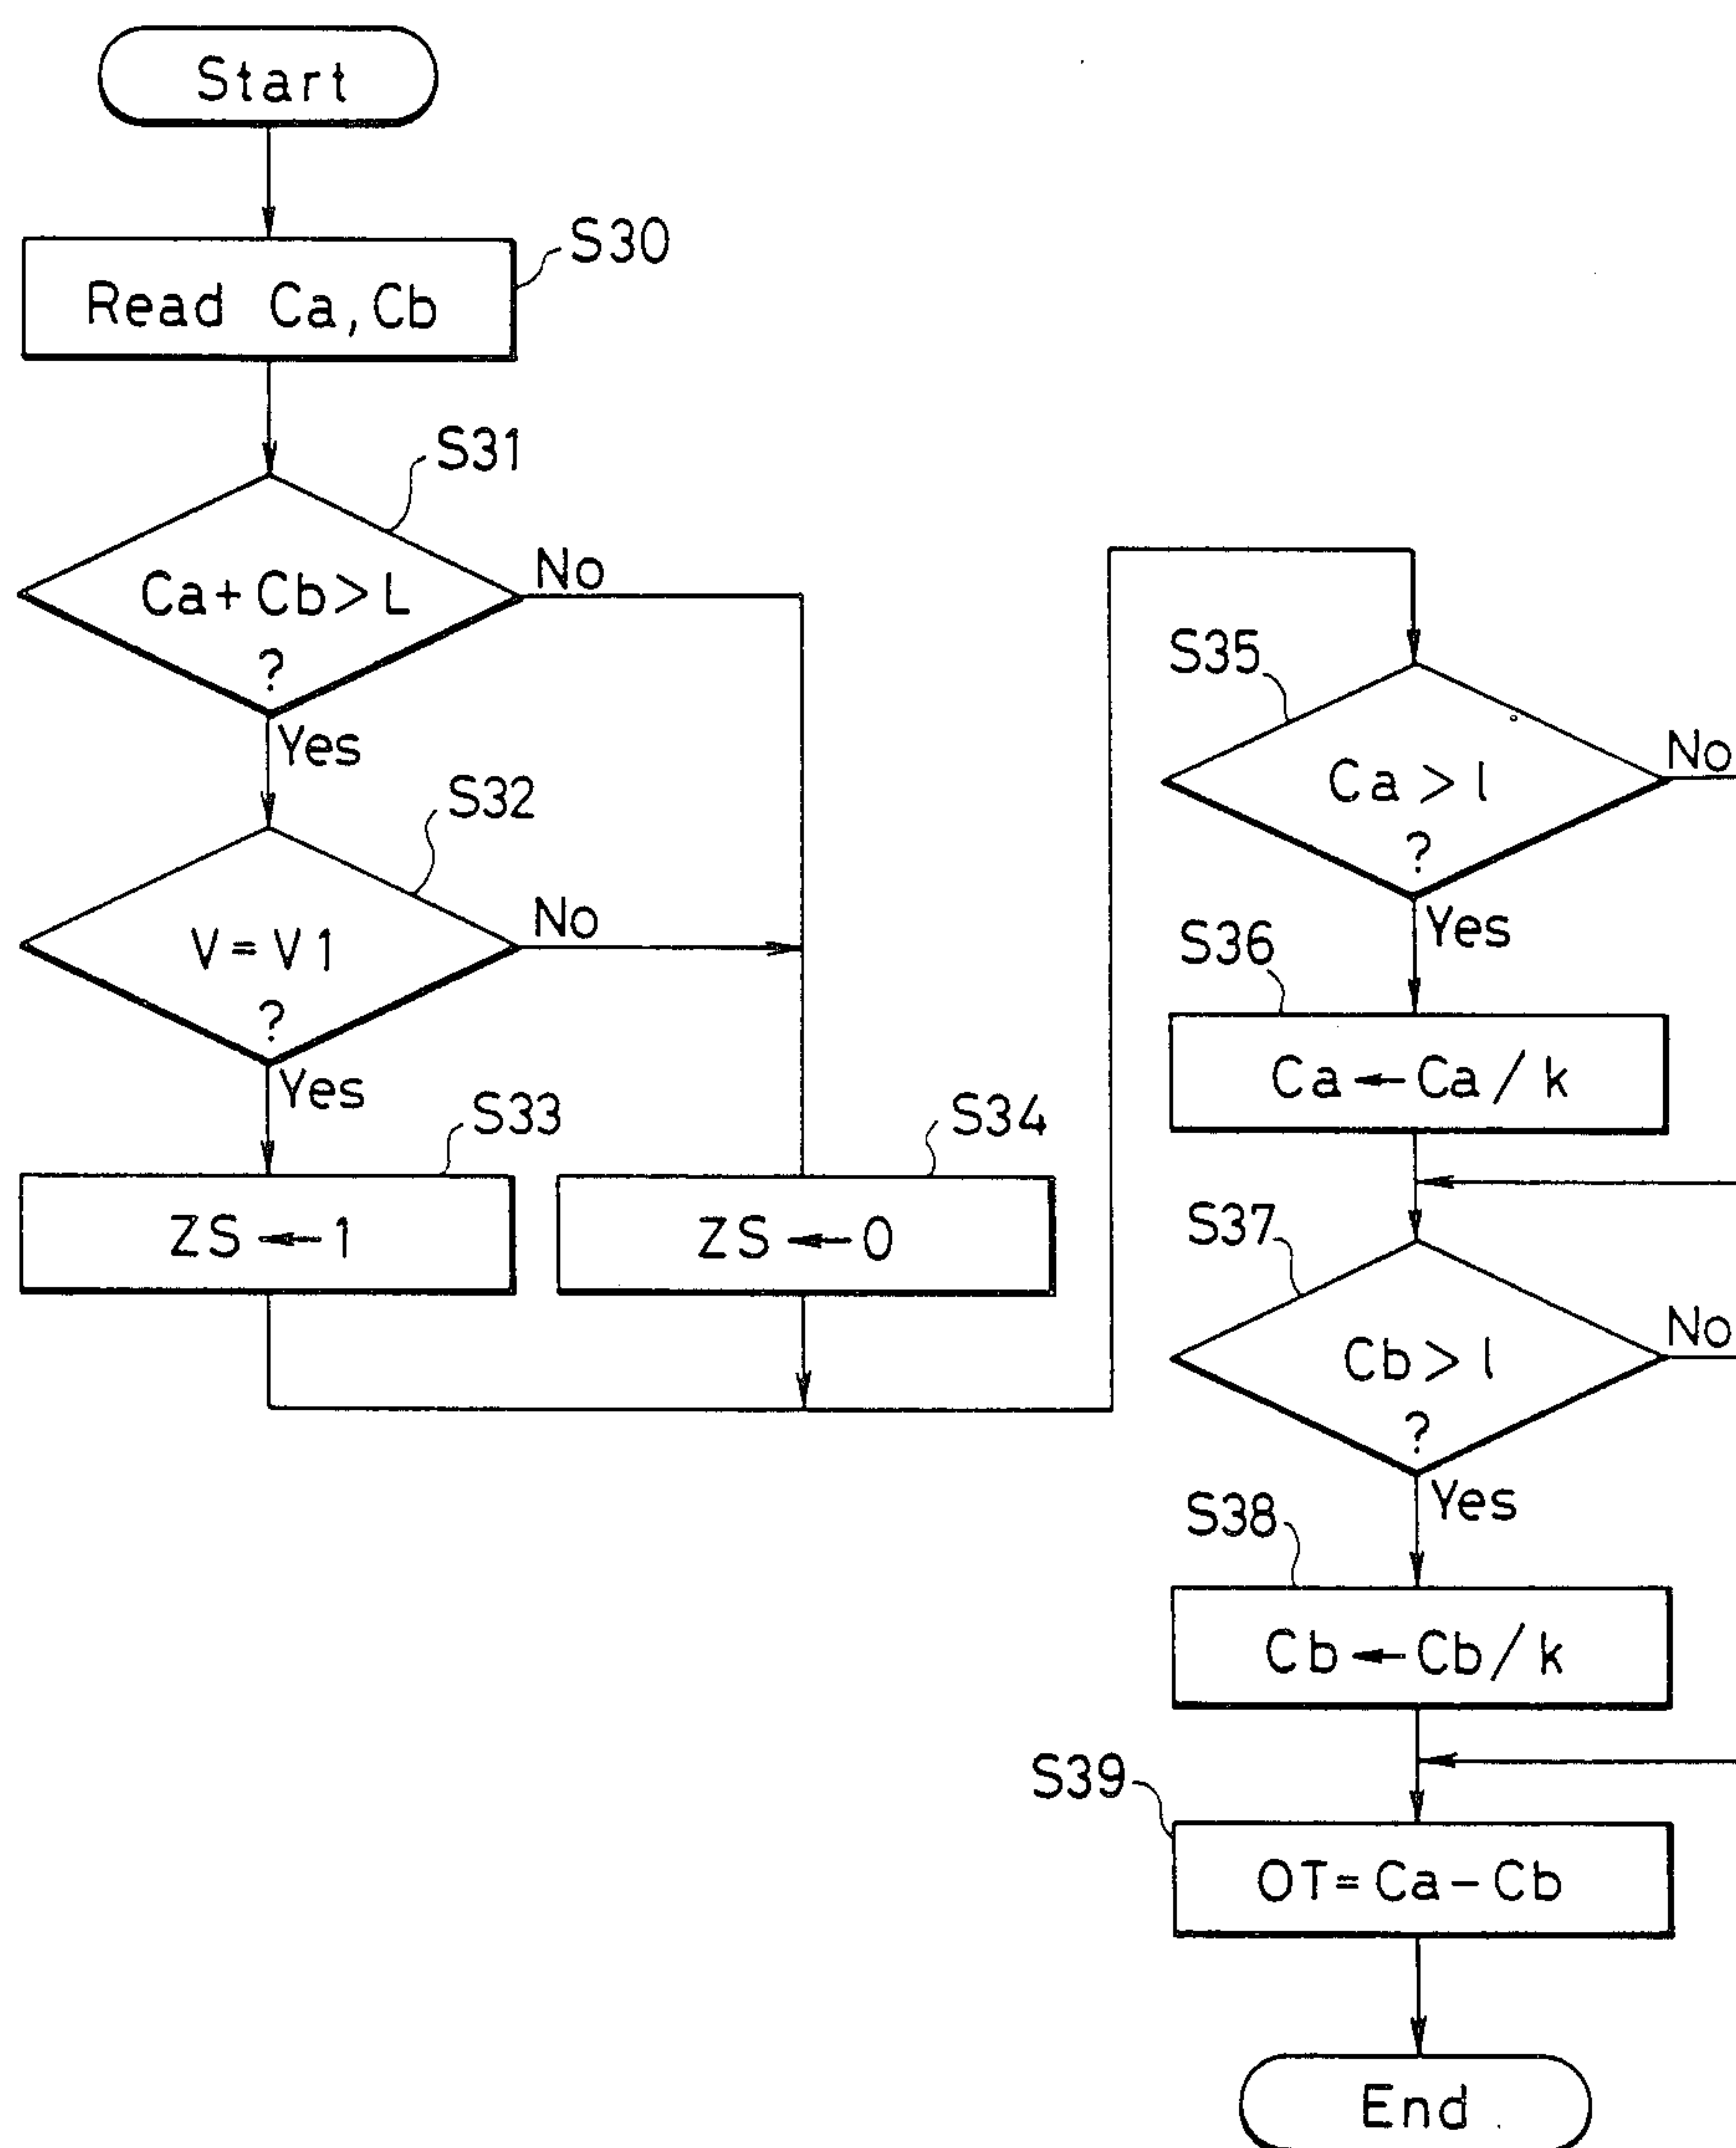 Start
S30
Read Ca, Cb
S31
Ca+Cb>L
?
No
Yes
S32
V=V1
?
No
Yes
S33
ZS←1
S34
ZS←0
S35
Ca>l
?
No
Yes
S36
Ca←Ca/k
S37
Cb>l
?
No
Yes
S38
Cb←Cb/k
S39
OT=Ca-Cb
End